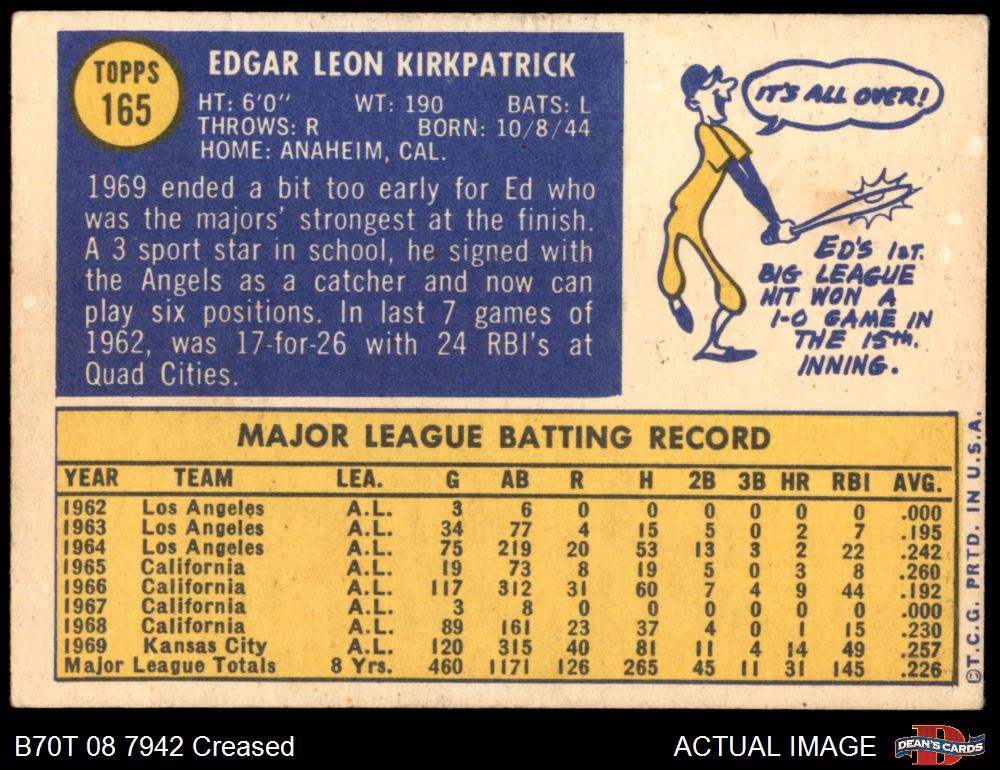 TOPPS
165
EDGAR LEON KIRKPATRICK
HT: 6'0" WT: 190 BATS: L
THROWS: R BORN: 10/8/44
HOME: ANAHEIM, CAL.
1969 ended a bit too early for Ed who
was the majors' strongest at the finish.
A 3 sport star in school, he signed with
the Angels as a catcher and now can
play six positions. In last 7 games of
1962, was 17-for-26 with 24 RBI's at
Quad Cities.
IT'S ALL OVER!
ED'S 1ST.
BIG LEAGUE
HIT WON A
1-0 GAME IN
THE 15TH.
INNING.
MAJOR LEAGUE BATTING RECORD
YEAR TEAM LEA. G AB R H 2B 3B HR RBI AVG.
1962 Los Angeles A.L. 3 6 0 0 0 0 0 0 .000
1963 Los Angeles A.L. 34 77 4 15 5 0 2 7 .195
1964 Los Angeles A.L. 75 219 20 53 13 3 2 22 .242
1965 California A.L. 19 73 8 19 5 0 3 8 .260
1966 California A.L. 117 312 31 60 7 4 9 44 .192
1967 California A.L. 3 8 0 0 0 0 0 0 .000
1968 California A.L. 89 161 23 37 4 0 1 15 .230
1969 Kansas City A.L. 120 315 40 81 11 4 14 49 .257
Major League Totals 8 Yrs. 460 1171 126 265 45 11 31 145 .226
©T.C.G. PRTD. IN U.S.A.
B70T 08 7942 Creased
ACTUAL IMAGE
D
DEAN'S CARDS